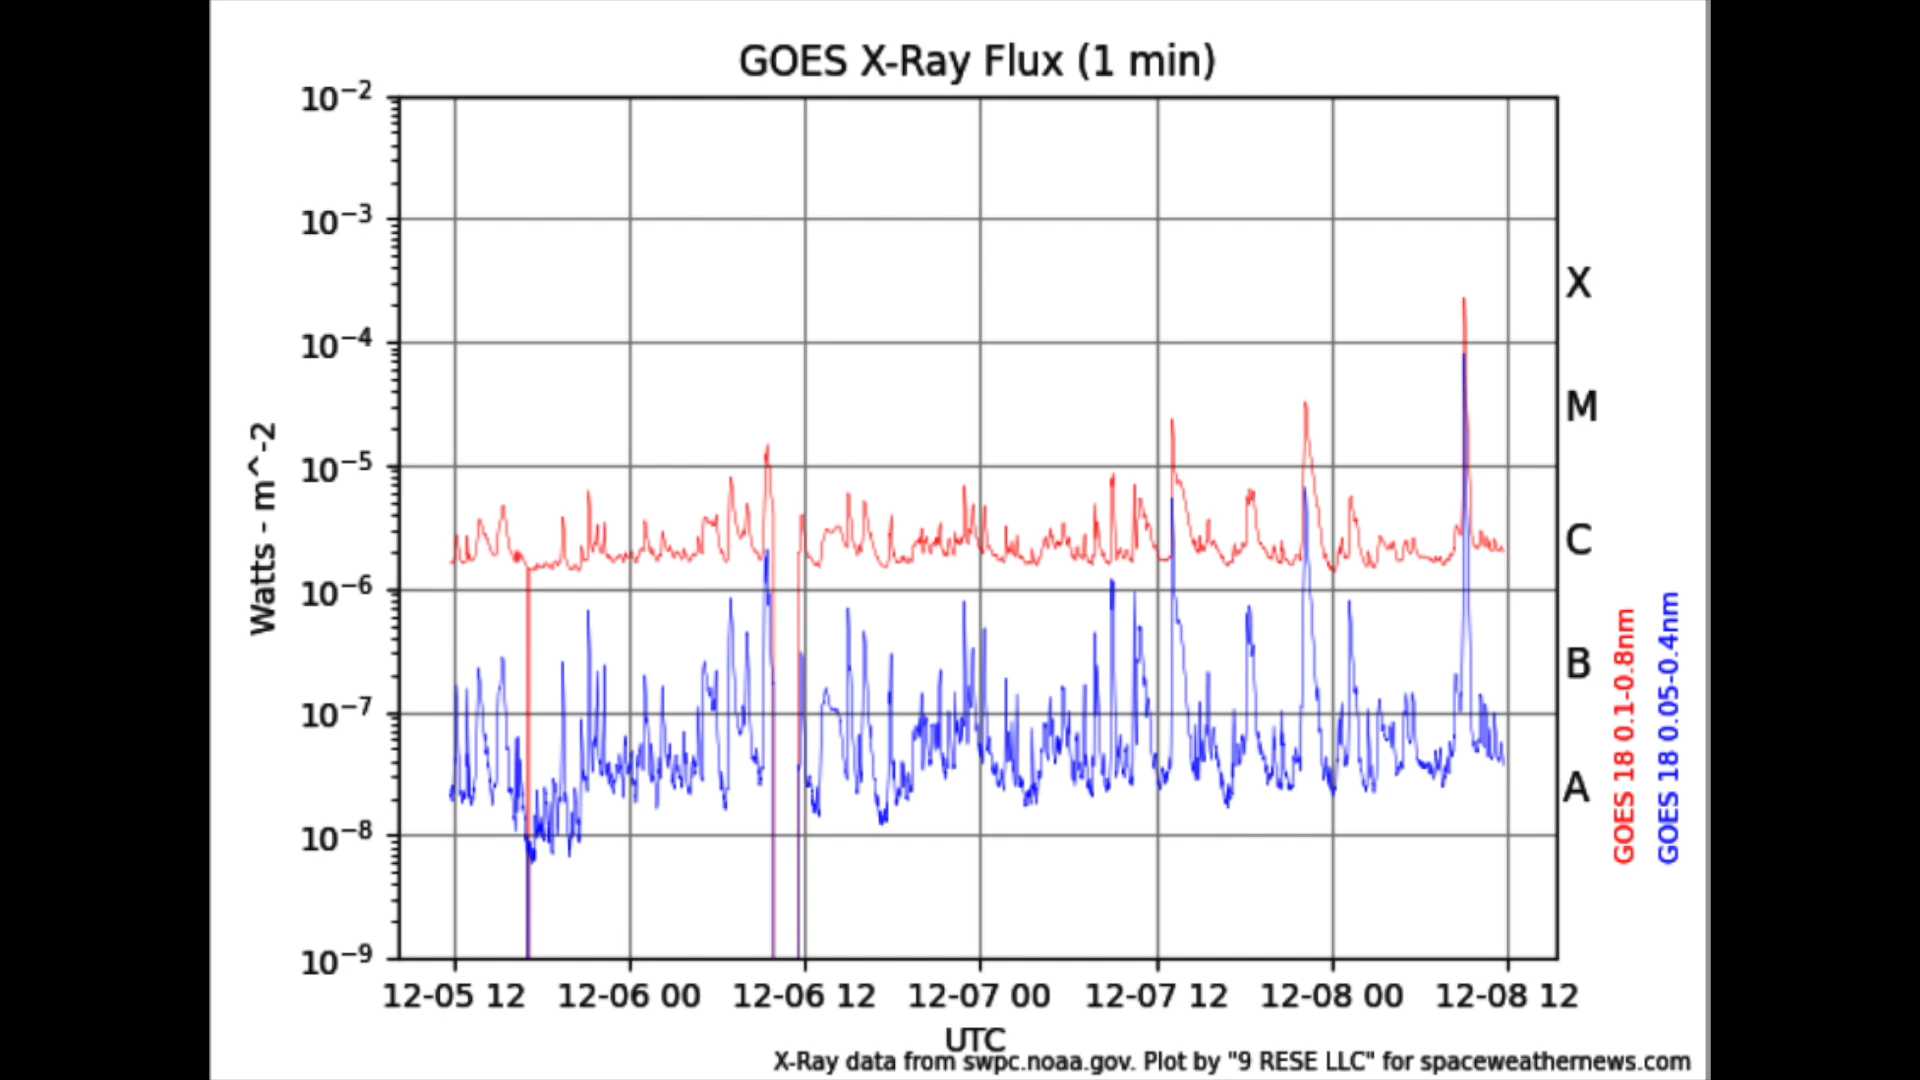 GOES X-Ray Flux (1 min)
10⁻²
10⁻³
10⁻⁴
10⁻⁵
10⁻⁶
10⁻⁷
10⁻⁸
10⁻⁹
Watts - m^-2
X
M
C
B
A
GOES 18 0.1-0.8nm
GOES 18 0.05-0.4nm
12-05 12
12-06 00
12-06 12
12-07 00
12-07 12
12-08 00
12-08 12
UTC
X-Ray data from swpc.noaa.gov. Plot by "9 RESE LLC" for spaceweathernews.com